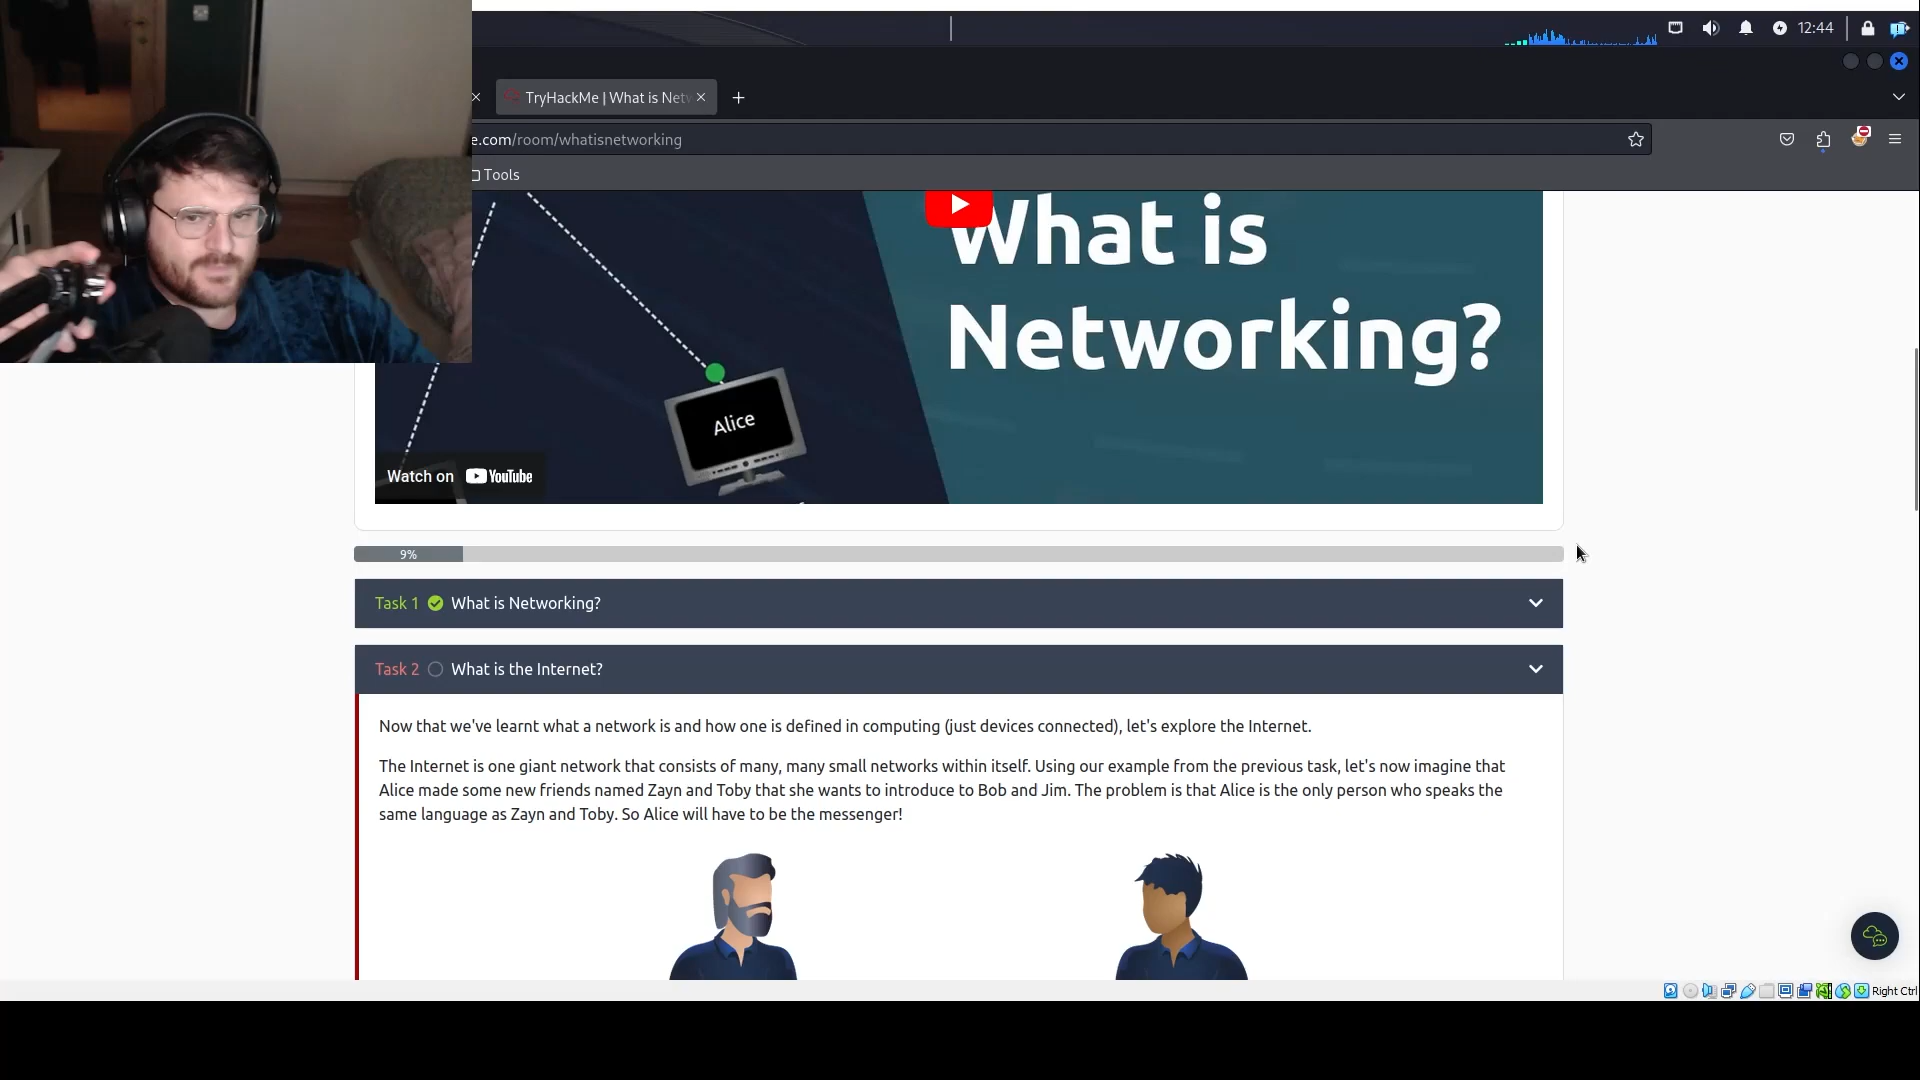 12:44
TryHackMe | What is Netw
e.com/room/whatisnetworking
Tools
What is
Networking?
Alice
Watch on YouTube
9%
Task 1 What is Networking?
Task 2 What is the Internet?
Now that we've learnt what a network is and how one is defined in computing (just devices connected), let's explore the Internet.
The Internet is one giant network that consists of many, many small networks within itself. Using our example from the previous task, let's now imagine that
Alice made some new friends named Zayn and Toby that she wants to introduce to Bob and Jim. The problem is that Alice is the only person who speaks the
same language as Zayn and Toby. So Alice will have to be the messenger!
Right Ctrl